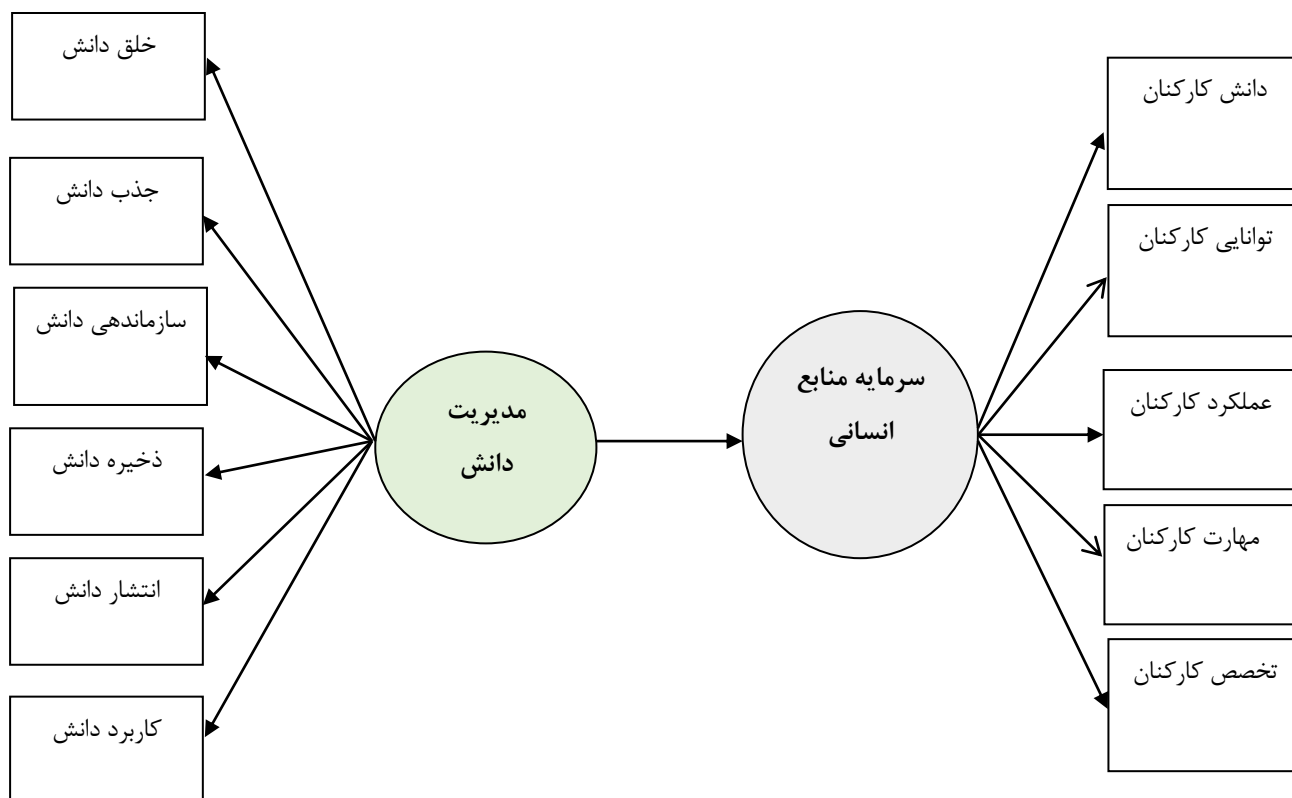 خلق دانش
جذب دانش
سازماندهی دانش
ذخیره دانش
انتشار دانش
کاربرد دانش
مدیریت
دانش
سرمایه منابع
انسانی
دانش کارکنان
توانایی کارکنان
عملکرد کارکنان
مهارت کارکنان
تخصص کارکنان